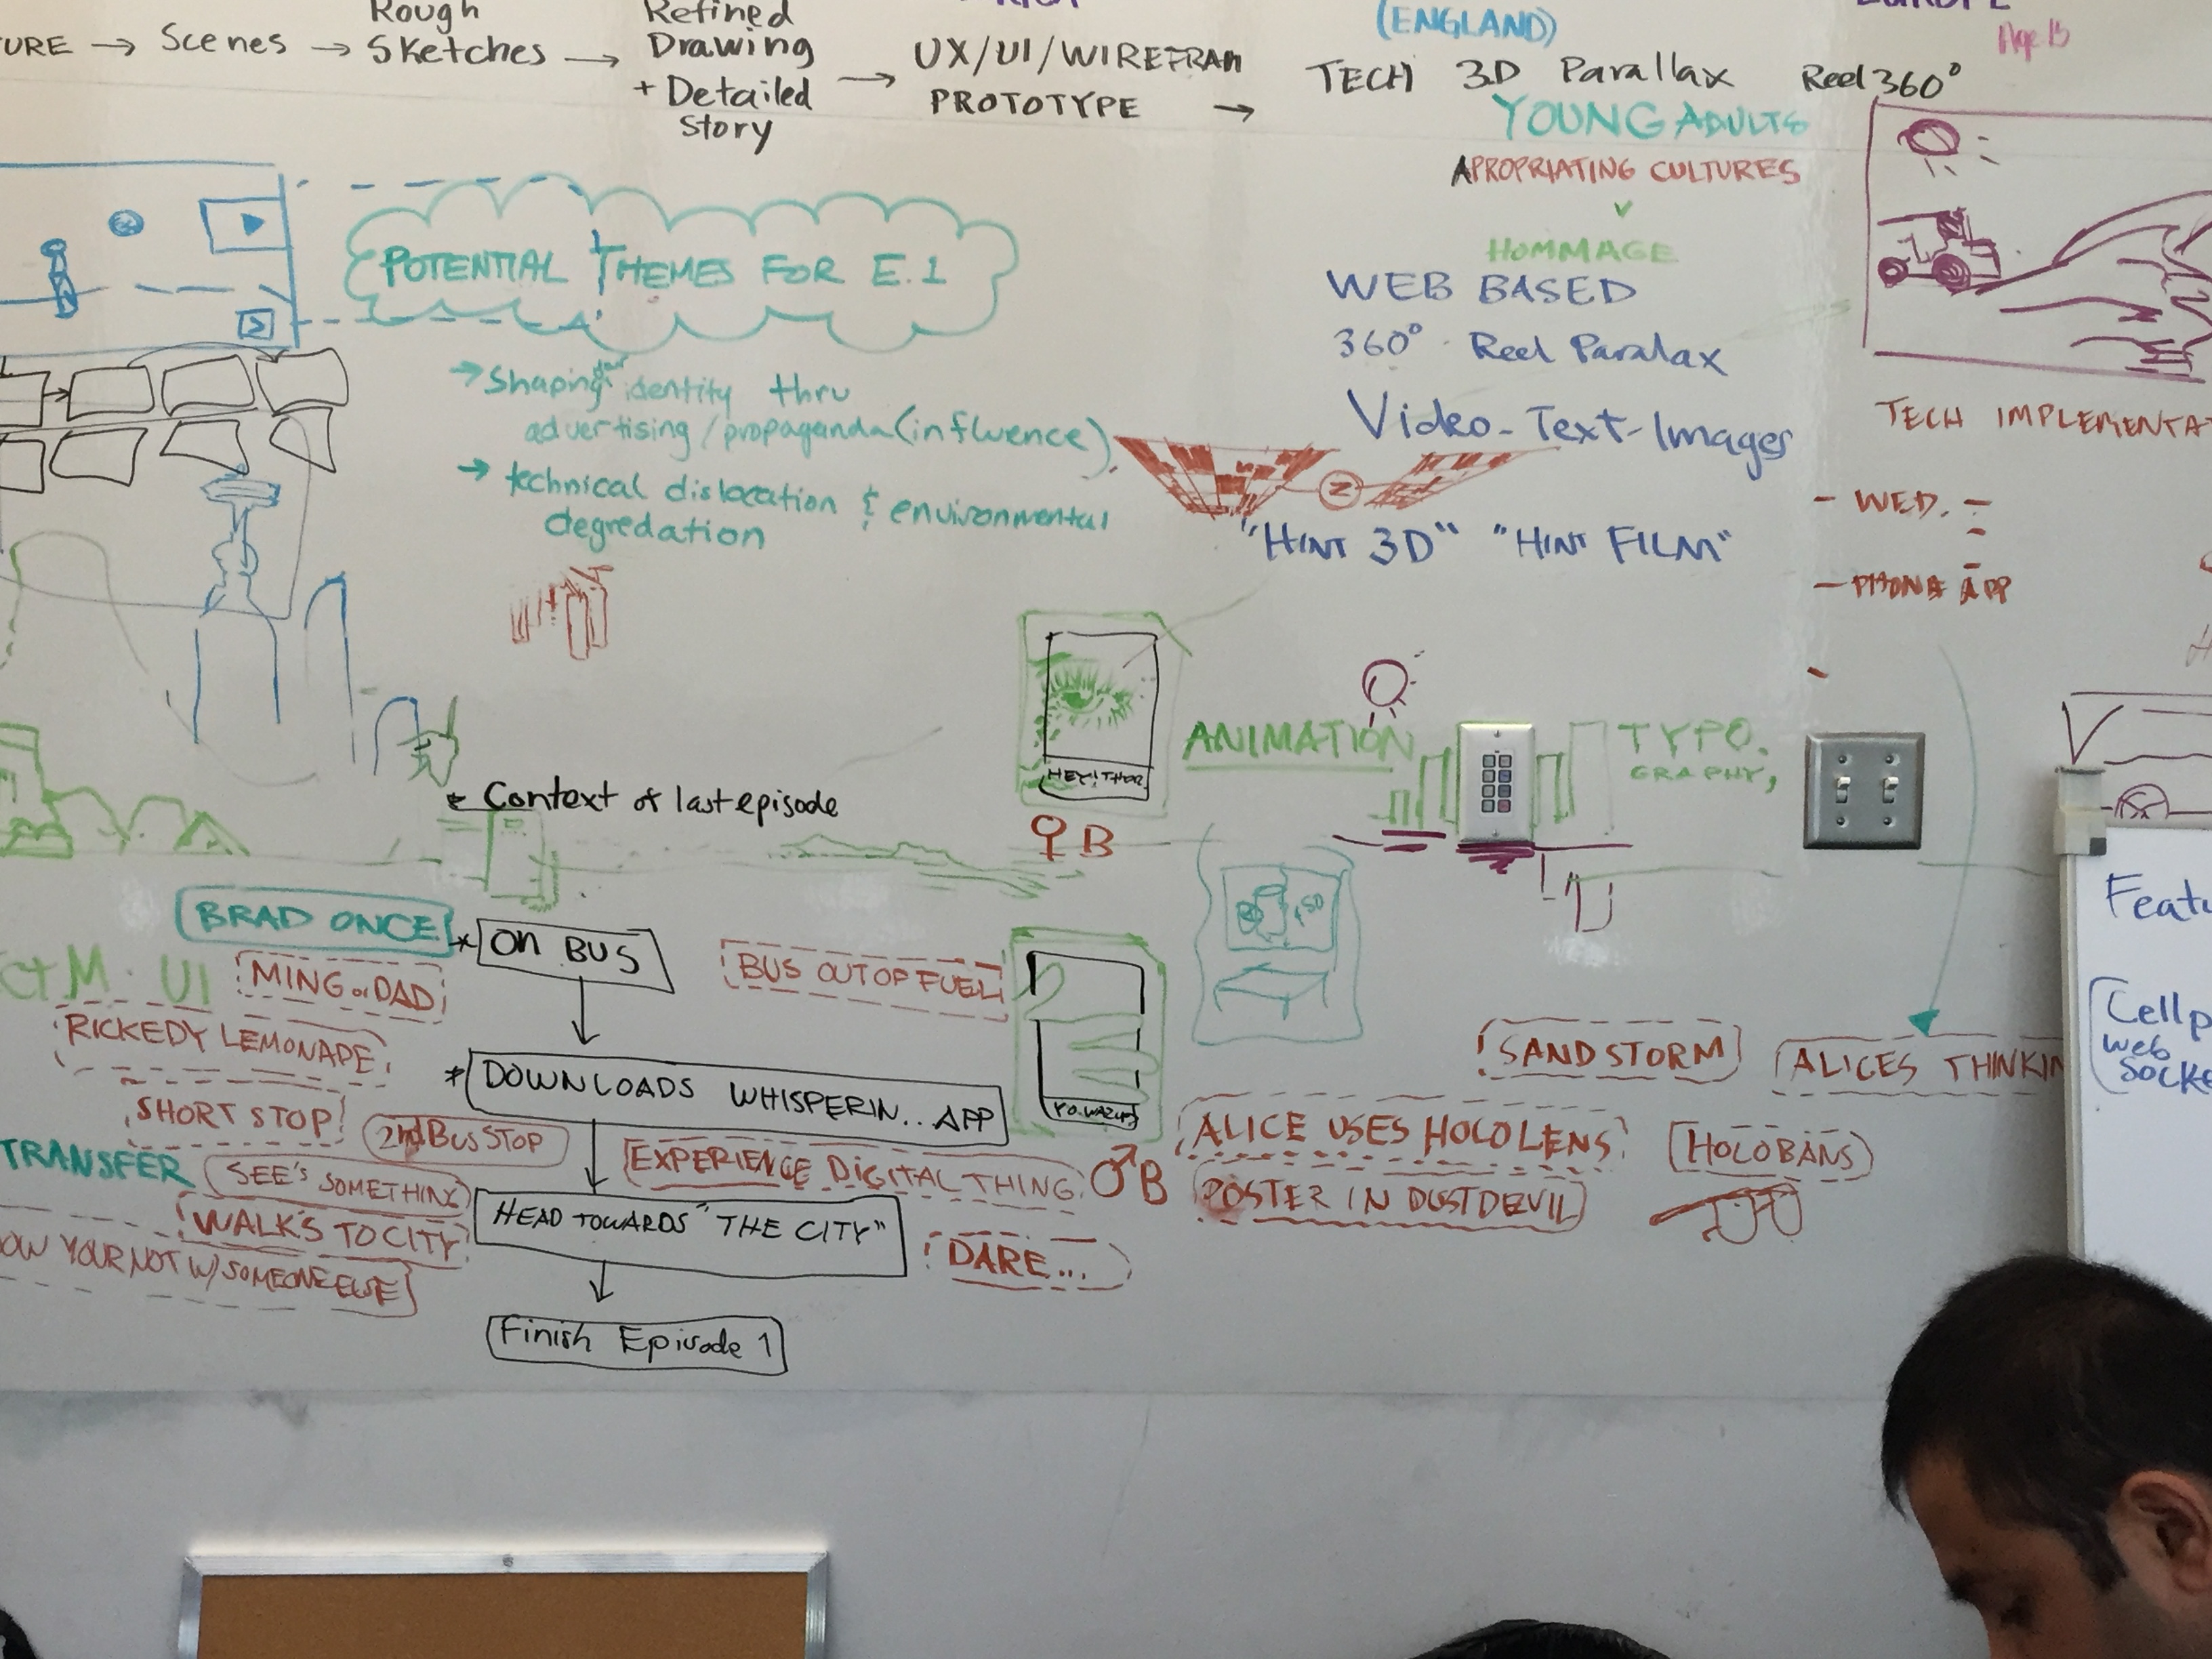 Rough
Refined
(ENGLAND)
Age 13
URE → Scenes → Sketches → Drawing → UX/UI/WIREFRAM
+ Detailed
Story
PROTOTYPE →
TECH 3D Parallax Reel 360°
YOUNG ADULTS
APROPRIATING CULTURES
HOMMAGE
WEB BASED
360° Reel Paralax
Video-Text-Images
"HINT 3D" "HINT FILM"
TECH IMPLEMENTA
- WED.
- PHONE APP
POTENTIAL THEMES FOR E.1
→ Shaping identity thru
advertising/propaganda (influence)
→ technical dislocation & environmental
degredation
N
HEY! THOR
ANIMATION
TYPO.
GRAPHY,
Context of last episode
♀ B
BRAD ONCE
* ON BUS
BUS OUT OF FUEL
M. UI
MING or DAD
RICKEDY LEMONADE
* DOWNLOADS WHISPERIN... APP
SHORT STOP
2nd BUS STOP
TRANSFER
SEE'S SOMETHING
EXPERIENCE DIGITAL THING
♂ B
WALK'S TO CITY
HEAD TOWARDS "THE CITY"
DARE...
OW YOUR NOT W/ SOMEONE ELSE
Finish Episode 1
SAND STORM
ALICES THINKIN
ALICE USES HOLOLENS
HOLOBANS
POSTER IN DUSTDEVIL
Featu
Cellp
web
Socke